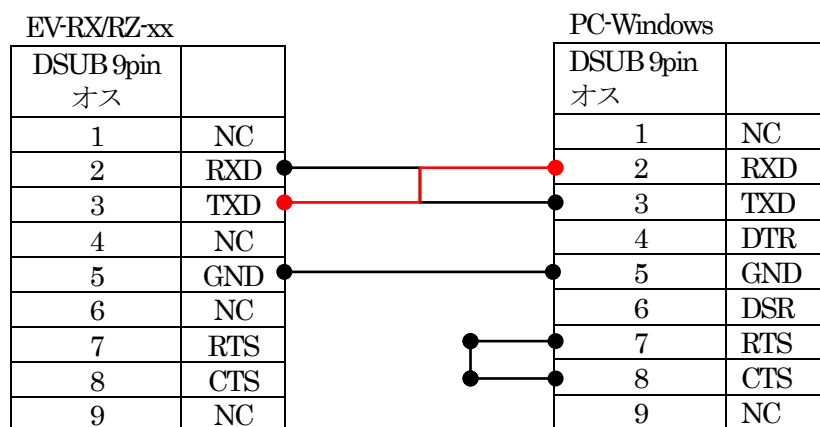 EV-RX/RZ-xx
DSUB 9pin
オス
1 NC
2 RXD
3 TXD
4 NC
5 GND
6 NC
7 RTS
8 CTS
9 NC
PC-Windows
DSUB 9pin
オス
1 NC
2 RXD
3 TXD
4 DTR
5 GND
6 DSR
7 RTS
8 CTS
9 NC